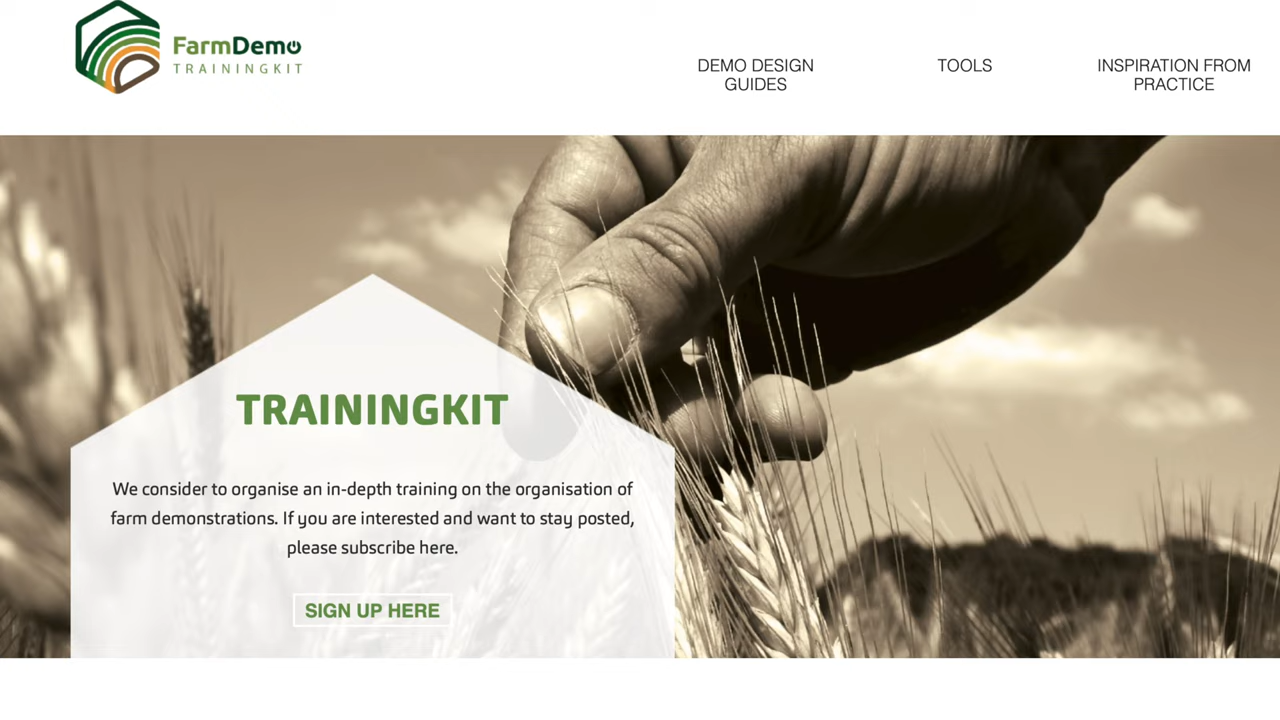 FarmDemo
TRAININGKIT
DEMO DESIGN
GUIDES
TOOLS
INSPIRATION FROM
PRACTICE
TRAININGKIT
We consider to organise an in-depth training on the organisation of
farm demonstrations. If you are interested and want to stay posted,
please subscribe here.
SIGN UP HERE